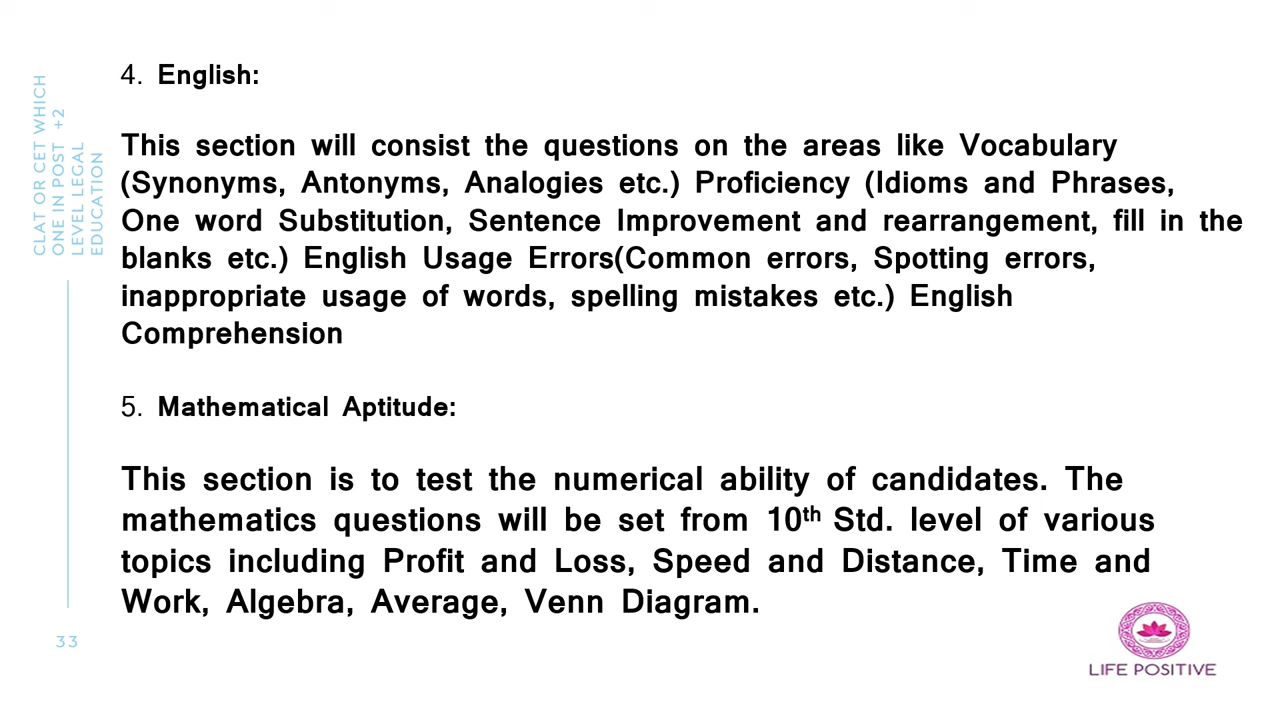 CLAT OR CET WHICH
ONE IN POST +2
LEVEL LEGAL
EDUCATION
4. English:
This section will consist the questions on the areas like Vocabulary
(Synonyms, Antonyms, Analogies etc.) Proficiency (Idioms and Phrases,
One word Substitution, Sentence Improvement and rearrangement, fill in the
blanks etc.) English Usage Errors(Common errors, Spotting errors,
inappropriate usage of words, spelling mistakes etc.) English
Comprehension
5. Mathematical Aptitude:
This section is to test the numerical ability of candidates. The
mathematics questions will be set from 10th Std. level of various
topics including Profit and Loss, Speed and Distance, Time and
Work, Algebra, Average, Venn Diagram.
33
LIFE POSITIVE